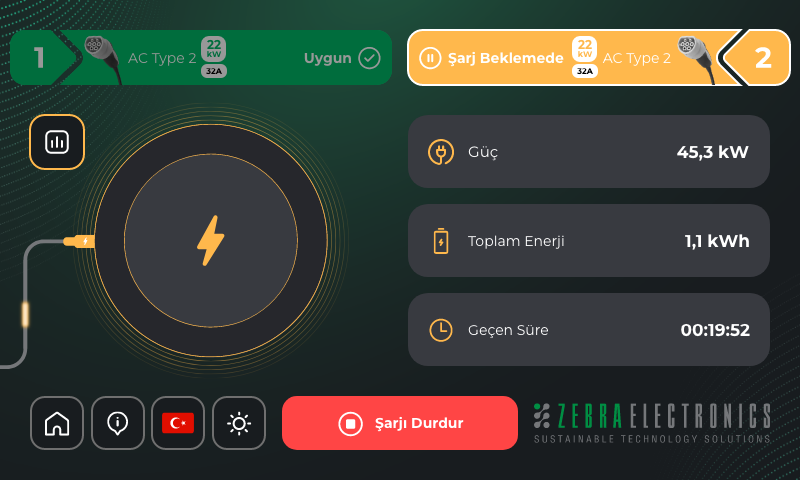 1
AC Type 2
22
kW
32A
Uygun
Şarj Beklemede
22
kW
32A
AC Type 2
2
Güç
45,3 kW
Toplam Enerji
1,1 kWh
Geçen Süre
00:19:52
Şarjı Durdur
ZEBRA ELECTRONICS
SUSTAINABLE TECHNOLOGY SOLUTIONS